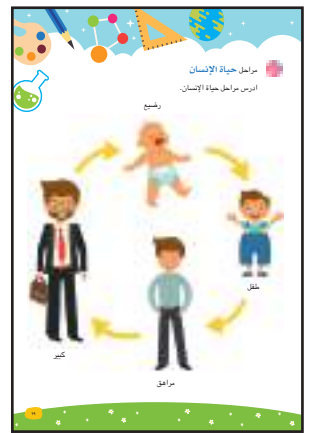 مراحل حياة الإنسان
ادرس مراحل حياة الإنسان.
رضيع
طفل
كبير
مراهق